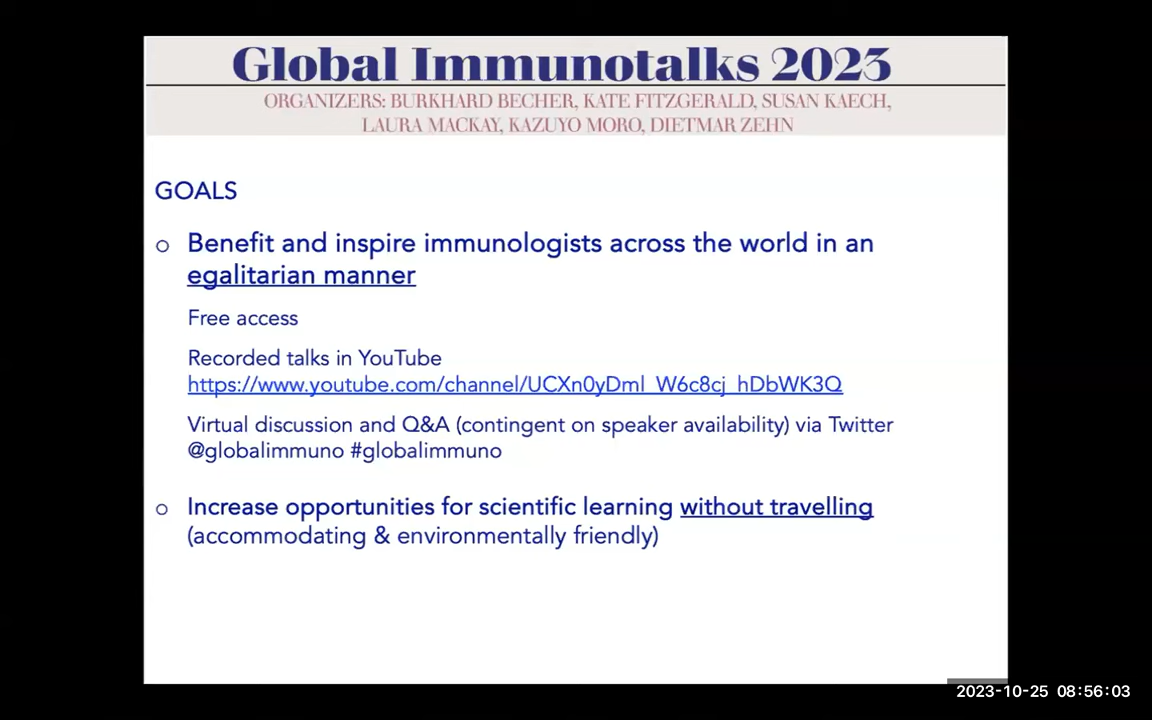 Global Immunotalks 2023
ORGANIZERS: BURKHARD BECHER, KATE FITZGERALD, SUSAN KAECH,
LAURA MACKAY, KAZUYO MORO, DIETMAR ZEHN
GOALS
o Benefit and inspire immunologists across the world in an
egalitarian manner
Free access
Recorded talks in YouTube
https://www.youtube.com/channel/UCXn0yDml_W6c8cj_hDbWK3Q
Virtual discussion and Q&A (contingent on speaker availability) via Twitter
@globalimmuno #globalimmuno
o Increase opportunities for scientific learning without travelling
(accommodating & environmentally friendly)
2023-10-25 08:56:03